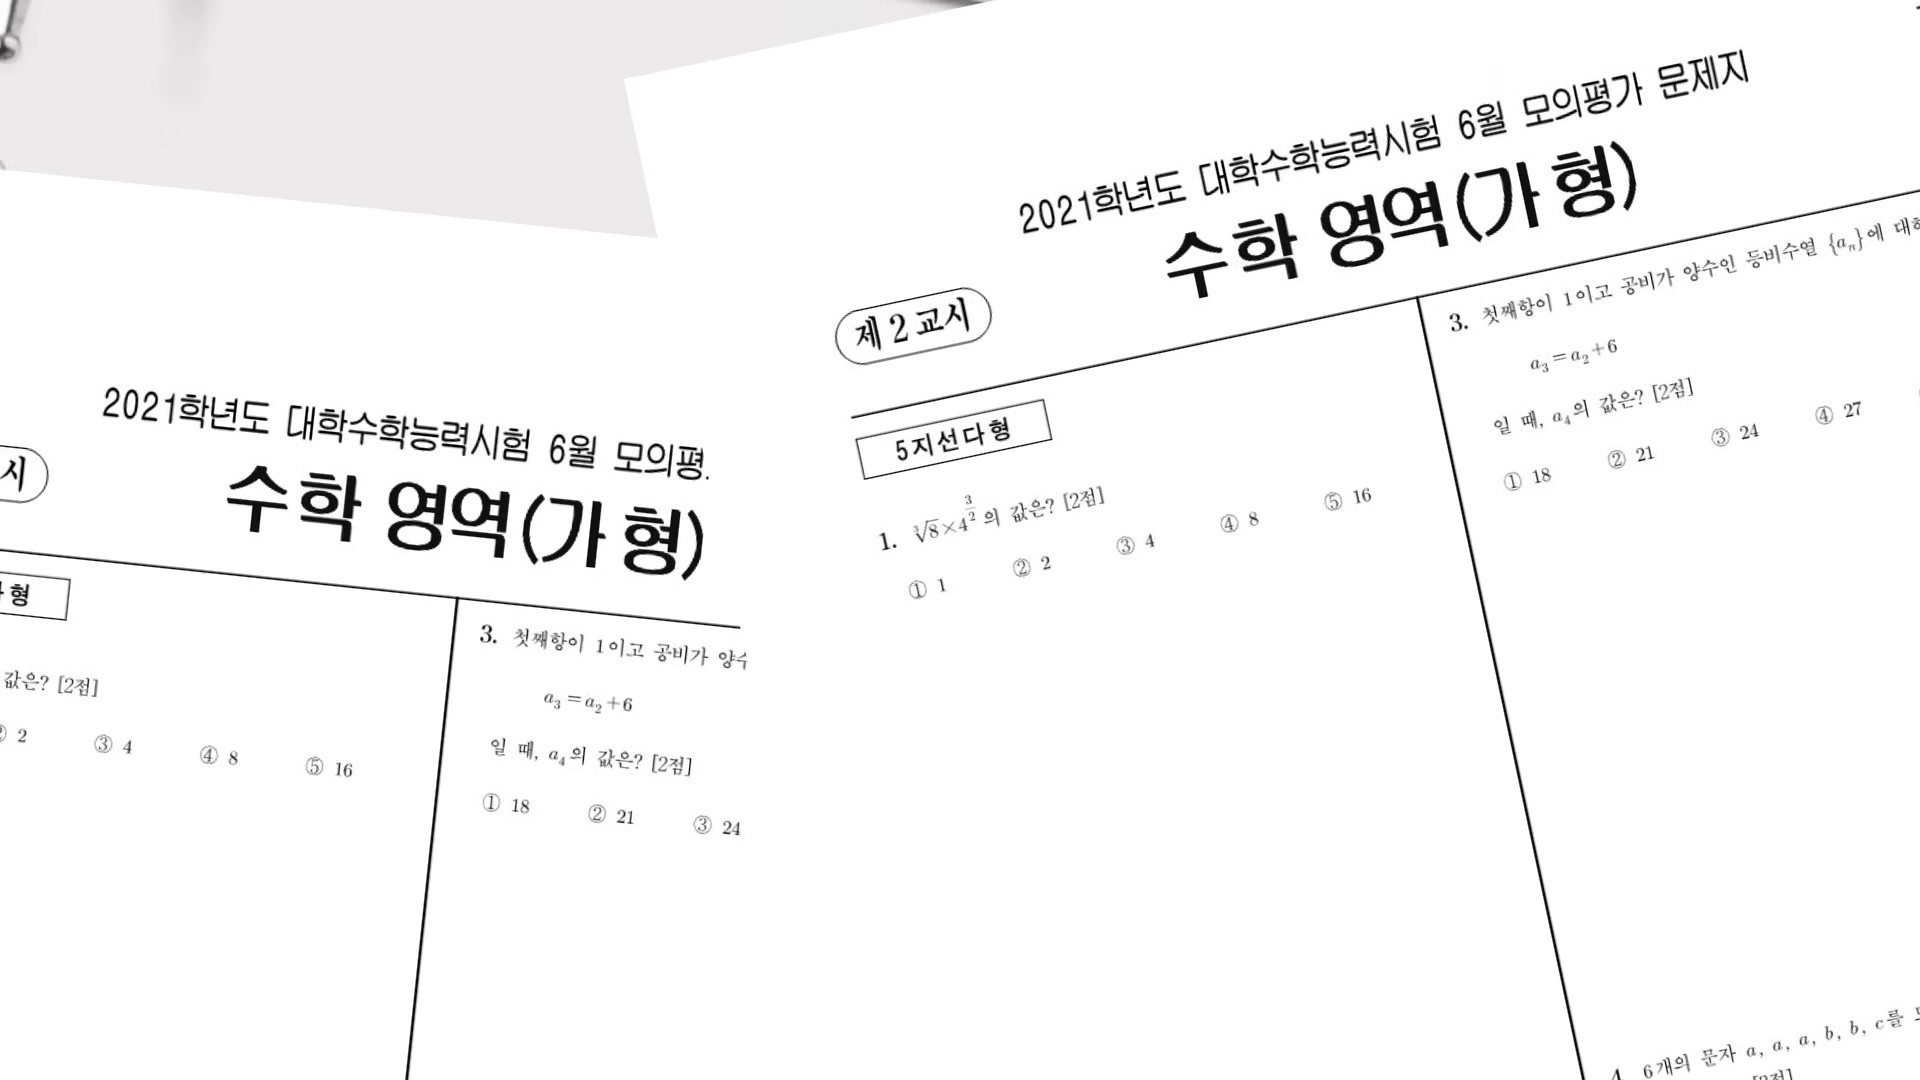 2021학년도 대학수학능력시험 6월 모의평가 문제지
수학 영역(가 형)
제 2 교시
5지선다형
1. ∛8×4^{3/2}의 값은? [2점]
① 1 ② 2 ③ 4 ④ 8 ⑤ 16
3. 첫째항이 1이고 공비가 양수인 등비수열 {aₙ}에
a₃=a₂+6
일 때, a₄의 값은? [2점]
① 18 ② 21 ③ 24 ④ 27
6개의 문자 a, a, a, b, b, c를
2021학년도 대학수학능력시험 6월 모의평
수학 영역(가 형)
시
형
값은? [2점]
2 ③ 4 ④ 8 ⑤ 16
3. 첫째항이 1이고 공비가
a₃=a₂+6
일 때, a₄의 값은? [2점]
① 18 ② 21 ③ 24